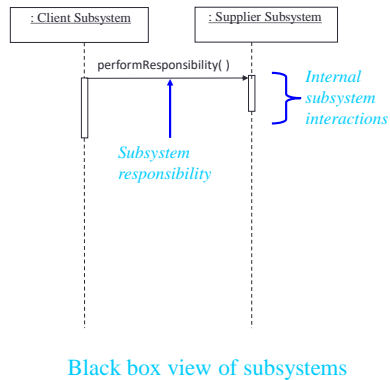 : Client Subsystem
: Supplier Subsystem
performResponsibility( )
Internal
subsystem
interactions
Subsystem
responsibility
Black box view of subsystems